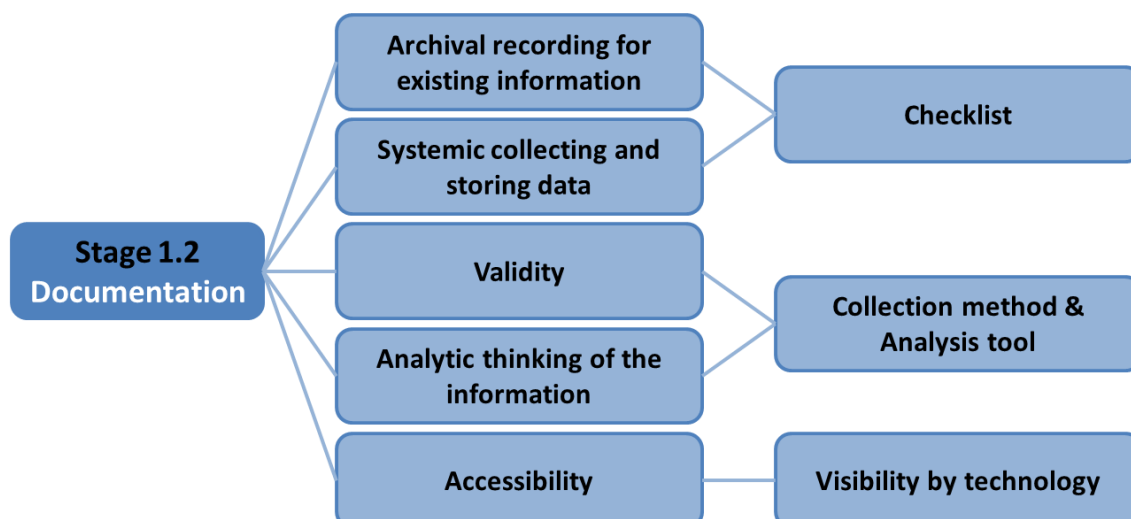 Stage 1.2
Documentation
Archival recording for
existing information
Systemic collecting and
storing data
Validity
Analytic thinking of the
information
Accessibility
Checklist
Collection method &
Analysis tool
Visibility by technology